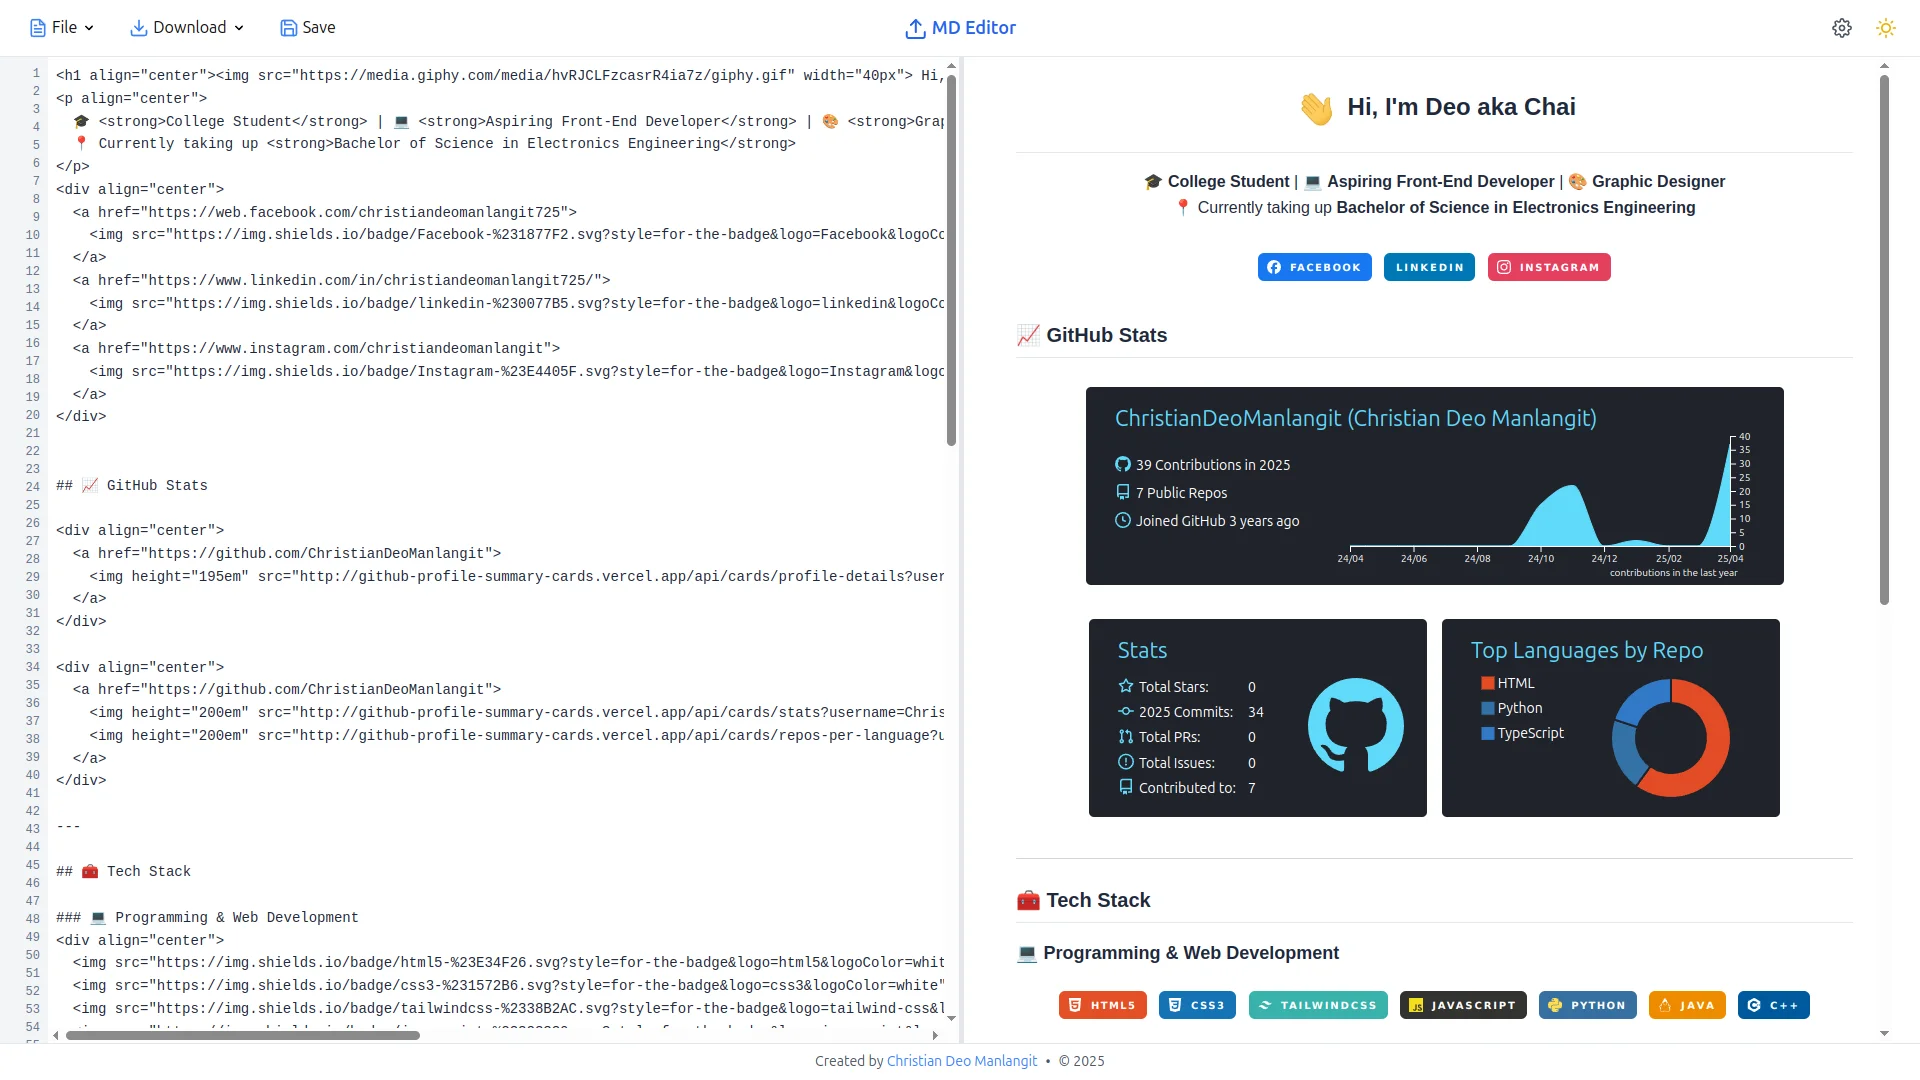 File
Download
Save
MD Editor
1
2
3
4
5
6
7
8
9
10
11
12
13
14
15
16
17
18
19
20
21
22
23
24
25
26
27
28
29
30
31
32
33
34
35
36
37
38
39
40
41
42
43
44
45
46
47
48
49
50
51
52
53
54
55
<h1 align="center"><img src="https://media.giphy.com/media/hvRJCLFzcasrR4ia7z/giphy.gif" width="40px"> Hi,
<p align="center">
🎓 <strong>College Student</strong> | 💻 <strong>Aspiring Front-End Developer</strong> | 🎨 <strong>Grap
📍 Currently taking up <strong>Bachelor of Science in Electronics Engineering</strong>
</p>
<div align="center">
<a href="https://web.facebook.com/christiandeomanlangit725">
<img src="https://img.shields.io/badge/Facebook-%231877F2.svg?style=for-the-badge&logo=Facebook&logoCo
</a>
<a href="https://www.linkedin.com/in/christiandeomanlangit725/">
<img src="https://img.shields.io/badge/linkedin-%230077B5.svg?style=for-the-badge&logo=linkedin&logoCo
</a>
<a href="https://www.instagram.com/christiandeomanlangit">
<img src="https://img.shields.io/badge/Instagram-%23E4405F.svg?style=for-the-badge&logo=Instagram&logo
</a>
</div>
## 📈 GitHub Stats
<div align="center">
<a href="https://github.com/ChristianDeoManlangit">
<img height="195em" src="http://github-profile-summary-cards.vercel.app/api/cards/profile-details?user
</a>
</div>
<div align="center">
<a href="https://github.com/ChristianDeoManlangit">
<img height="200em" src="http://github-profile-summary-cards.vercel.app/api/cards/stats?username=Chris
<img height="200em" src="http://github-profile-summary-cards.vercel.app/api/cards/repos-per-language?u
</a>
</div>
---
## 🧰 Tech Stack
### 💻 Programming & Web Development
<div align="center">
<img src="https://img.shields.io/badge/html5-%23E34F26.svg?style=for-the-badge&logo=html5&logoColor=whit
<img src="https://img.shields.io/badge/css3-%231572B6.svg?style=for-the-badge&logo=css3&logoColor=white"
<img src="https://img.shields.io/badge/tailwindcss-%2338B2AC.svg?style=for-the-badge&logo=tailwind-css&l
👋 Hi, I'm Deo aka Chai
🎓 College Student | 💻 Aspiring Front-End Developer | 🎨 Graphic Designer
📍 Currently taking up Bachelor of Science in Electronics Engineering
FACEBOOK
LINKEDIN
INSTAGRAM
📈 GitHub Stats
ChristianDeoManlangit (Christian Deo Manlangit)
39 Contributions in 2025
7 Public Repos
Joined GitHub 3 years ago
40
35
30
25
20
15
10
5
0
24/04 24/06 24/08 24/10 24/12 25/02 25/04
contributions in the last year
Stats
Total Stars: 0
2025 Commits: 34
Total PRs: 0
Total Issues: 0
Contributed to: 7
Top Languages by Repo
HTML
Python
TypeScript
🧰 Tech Stack
💻 Programming & Web Development
HTML5
CSS3
TAILWINDCSS
JS JAVASCRIPT
PYTHON
JAVA
C++
Created by Christian Deo Manlangit • © 2025